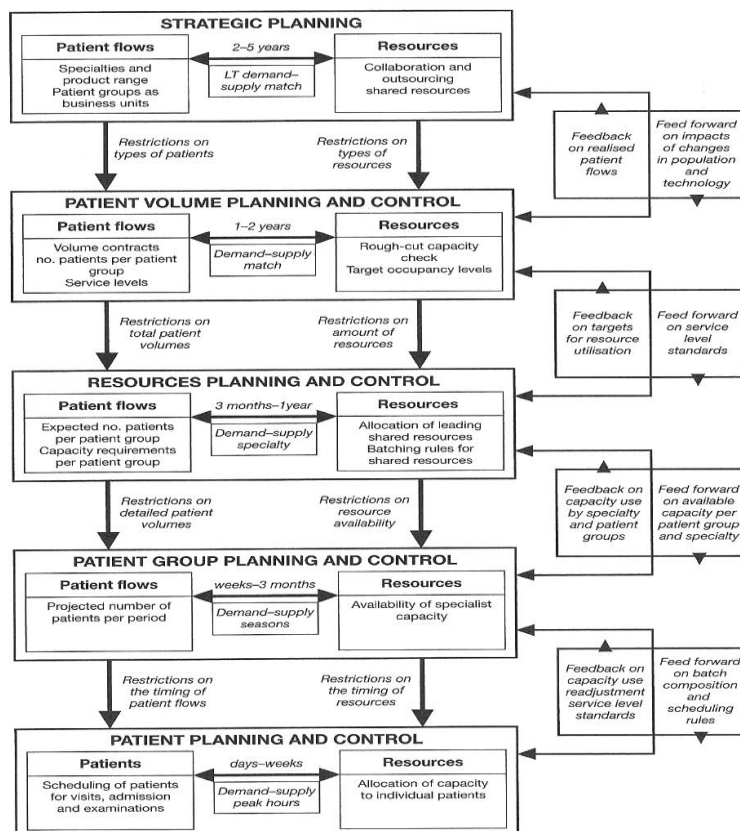 STRATEGIC PLANNING
Patient flows
Specialties and
product range
Patient groups as
business units
2–5 years
LT demand–
supply match
Resources
Collaboration and
outsourcing
shared resources
Restrictions on
types of patients
Restrictions on
types of
resources
Feedback
on realised
patient
flows
Feed forward
on impacts
of changes
in population
and
technology
PATIENT VOLUME PLANNING AND CONTROL
Patient flows
Volume contracts
no. patients per patient
group
Service levels
1–2 years
Demand–supply
match
Resources
Rough-cut capacity
check
Target occupancy levels
Restrictions on
total patient
volumes
Restrictions on
amount of
resources
Feedback
on targets
for resource
utilisation
Feed forward
on service
level
standards
RESOURCES PLANNING AND CONTROL
Patient flows
Expected no. patients
per patient group
Capacity requirements
per patient group
3 months–1year
Demand–supply
specialty
Resources
Allocation of leading
shared resources
Batching rules for
shared resources
Restrictions on
detailed patient
volumes
Restrictions on
resource
availability
Feedback on
capacity use
by specialty
and patient
groups
Feed forward
on available
capacity per
patient group
and specialty
PATIENT GROUP PLANNING AND CONTROL
Patient flows
Projected number of
patients per period
weeks–3 months
Demand–supply
seasons
Resources
Availability of specialist
capacity
Restrictions on
the timing of
patient flows
Restrictions on
the timing of
resources
Feedback on
capacity use
readjustment
service level
standards
Feed forward
on batch
composition
and
scheduling
rules
PATIENT PLANNING AND CONTROL
Patients
Scheduling of patients
for visits, admission
and examinations
days–weeks
Demand–supply
peak hours
Resources
Allocation of capacity
to individual patients